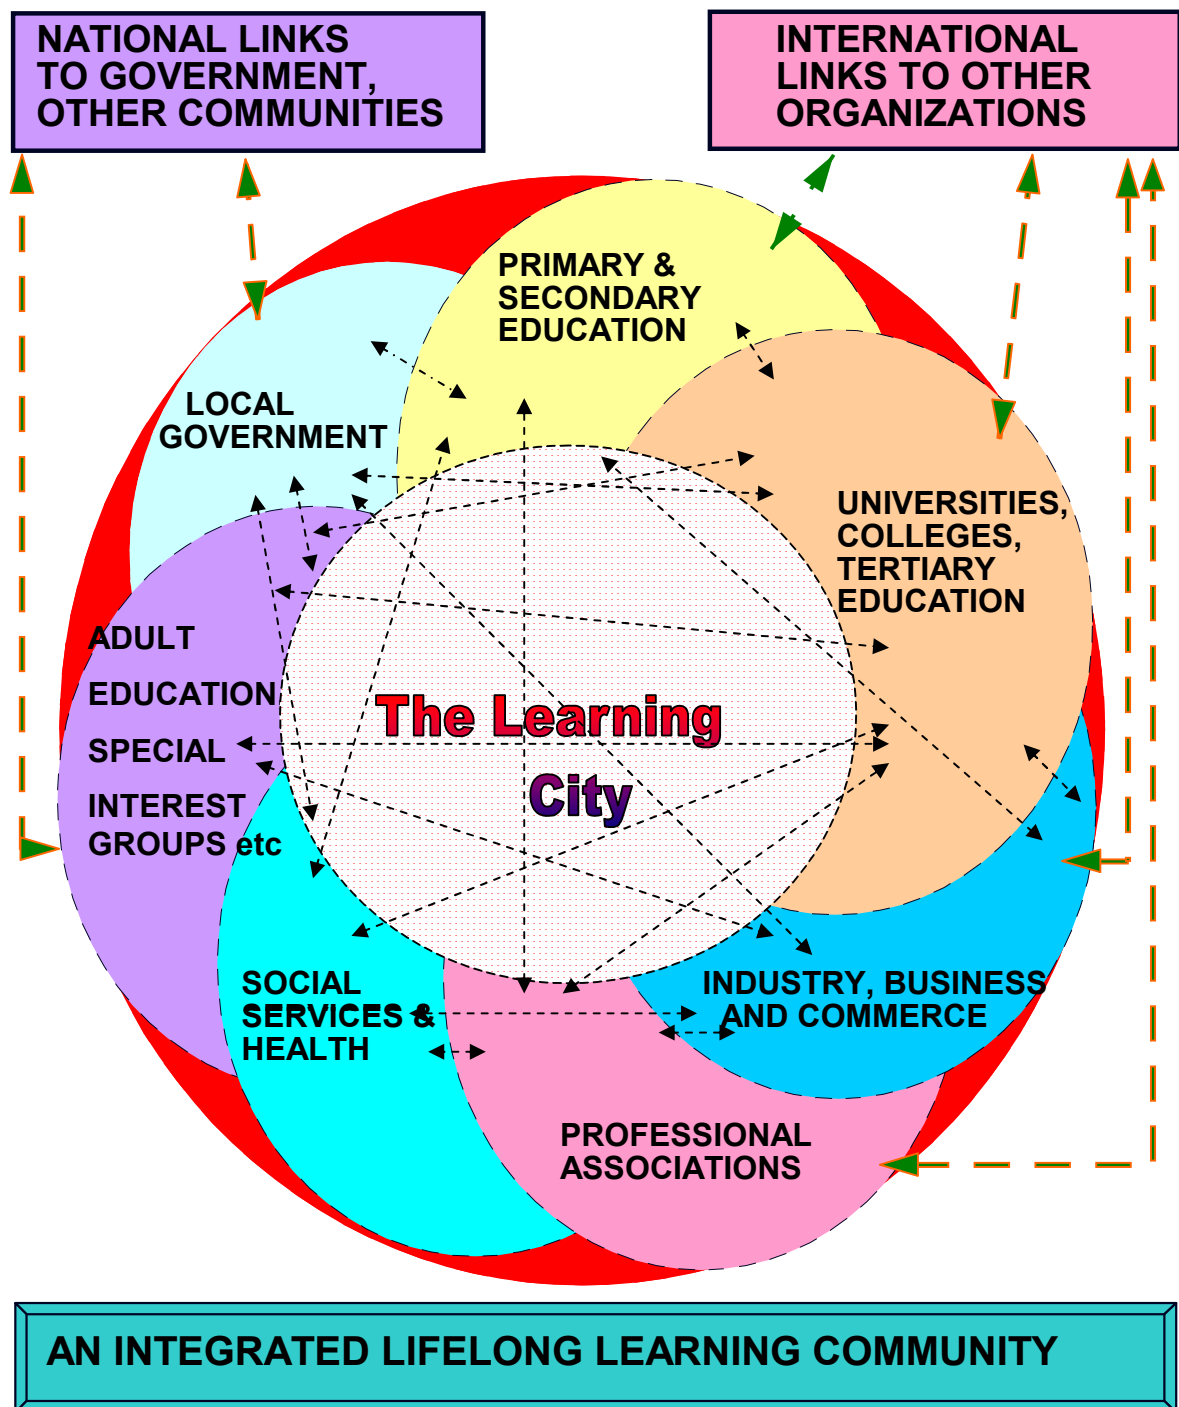 NATIONAL LINKS
TO GOVERNMENT,
OTHER COMMUNITIES
INTERNATIONAL
LINKS TO OTHER
ORGANIZATIONS
PRIMARY &
SECONDARY
EDUCATION
LOCAL
GOVERNMENT
UNIVERSITIES,
COLLEGES,
TERTIARY
EDUCATION
ADULT
EDUCATION
SPECIAL
INTEREST
GROUPS etc
The Learning
City
SOCIAL
SERVICES &
HEALTH
INDUSTRY, BUSINESS
AND COMMERCE
PROFESSIONAL
ASSOCIATIONS
AN INTEGRATED LIFELONG LEARNING COMMUNITY